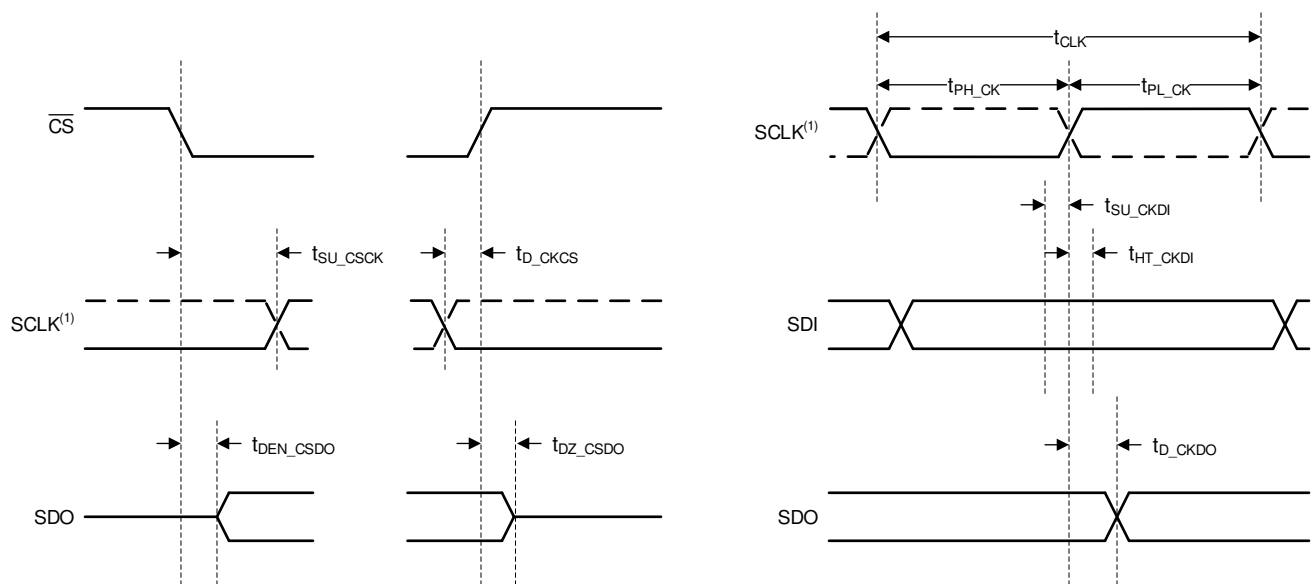 t_CLK
t_PH_CK t_PL_CK
CS
SCLK(1)
t_SU_CKDI
t_SU_CSCK t_D_CKCS
t_HT_CKDI
SCLK(1)
SDI
t_DEN_CSDO t_DZ_CSDO
t_D_CKDO
SDO
SDO